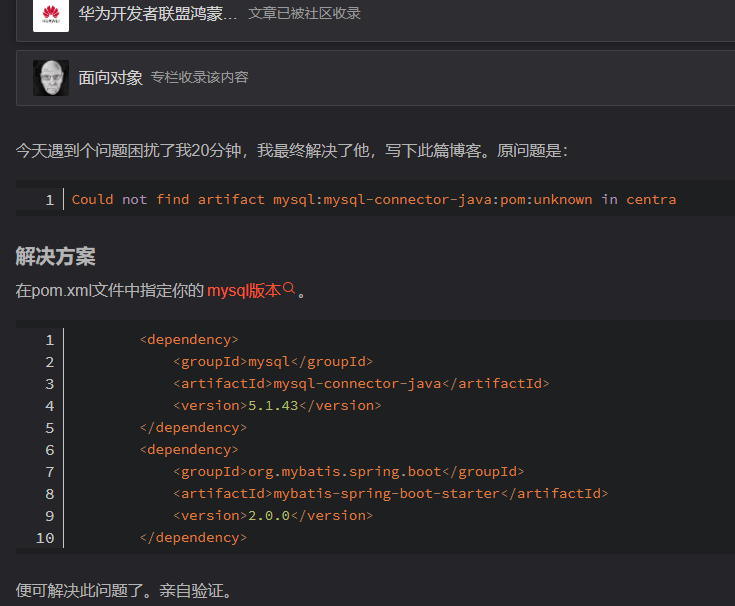 HUAWEI
华为开发者联盟鸿蒙... 文章已被社区收录
面向对象 专栏收录该内容
今天遇到个问题困扰了我20分钟，我最终解决了他，写下此篇博客。原问题是：
1 Could not find artifact mysql:mysql-connector-java:pom:unknown in centra
解决方案
在pom.xml文件中指定你的 mysql版本。
1 <dependency>
2 <groupId>mysql</groupId>
3 <artifactId>mysql-connector-java</artifactId>
4 <version>5.1.43</version>
5 </dependency>
6 <dependency>
7 <groupId>org.mybatis.spring.boot</groupId>
8 <artifactId>mybatis-spring-boot-starter</artifactId>
9 <version>2.0.0</version>
10 </dependency>
便可解决此问题了。亲自验证。